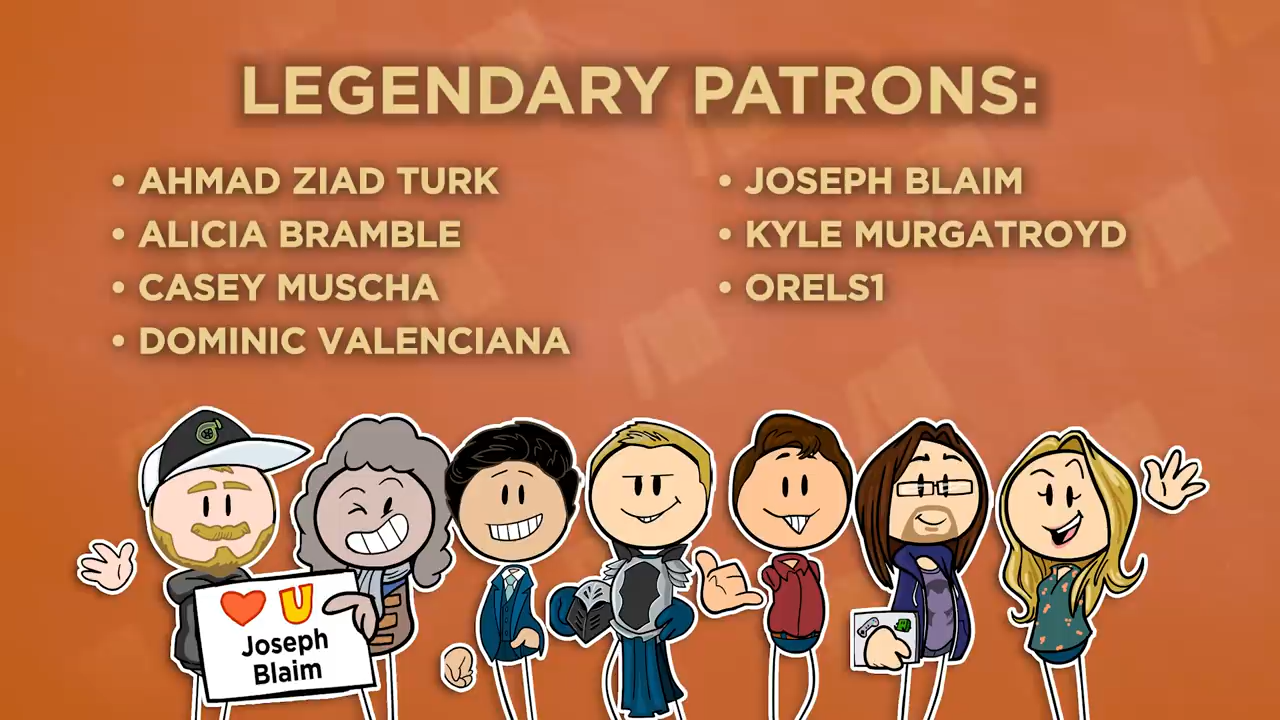 LEGENDARY PATRONS:
• AHMAD ZIAD TURK
• ALICIA BRAMBLE
• CASEY MUSCHA
• DOMINIC VALENCIANA
• JOSEPH BLAIM
• KYLE MURGATROYD
• ORELS1
❤ U
Joseph
Blaim